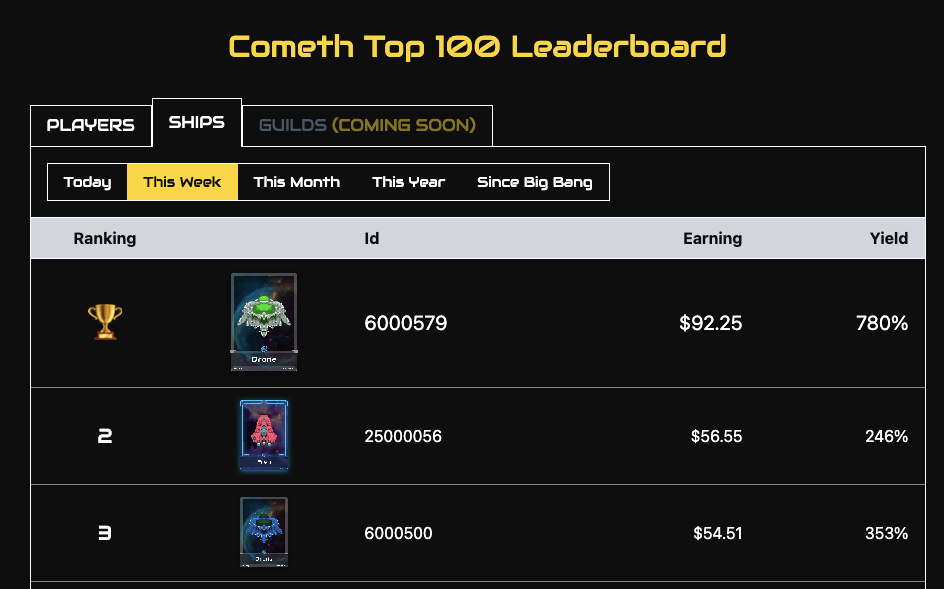 Cometh Top 100 Leaderboard
PLAYERS SHIPS GUILDS (COMING SOON)
Today This Week This Month This Year Since Big Bang
Ranking Id Earning Yield
6000579 $92.25 780%
Drone
2 25000056 $56.55 246%
3 6000500 $54.51 353%
Drone